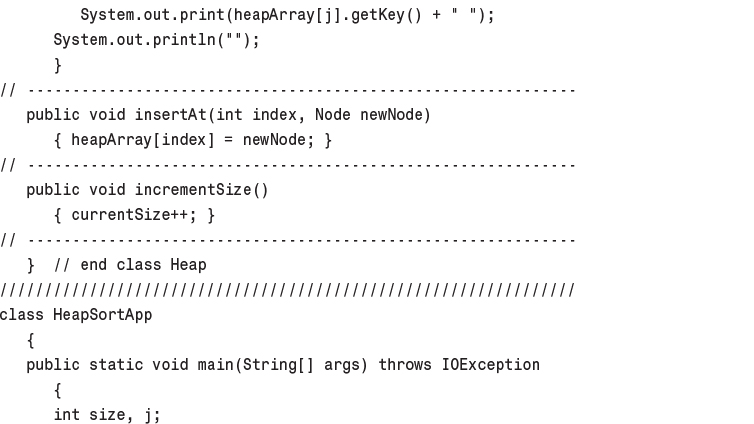 System.out.print(heapArray[j].getKey() + " ");
      System.out.println("");
      }
// -------------------------------------------------------------
   public void insertAt(int index, Node newNode)
      { heapArray[index] = newNode; }
// -------------------------------------------------------------
   public void incrementSize()
      { currentSize++; }
// -------------------------------------------------------------
   }  // end class Heap
////////////////////////////////////////////////////////////////
class HeapSortApp
   {
   public static void main(String[] args) throws IOException
      {
      int size, j;